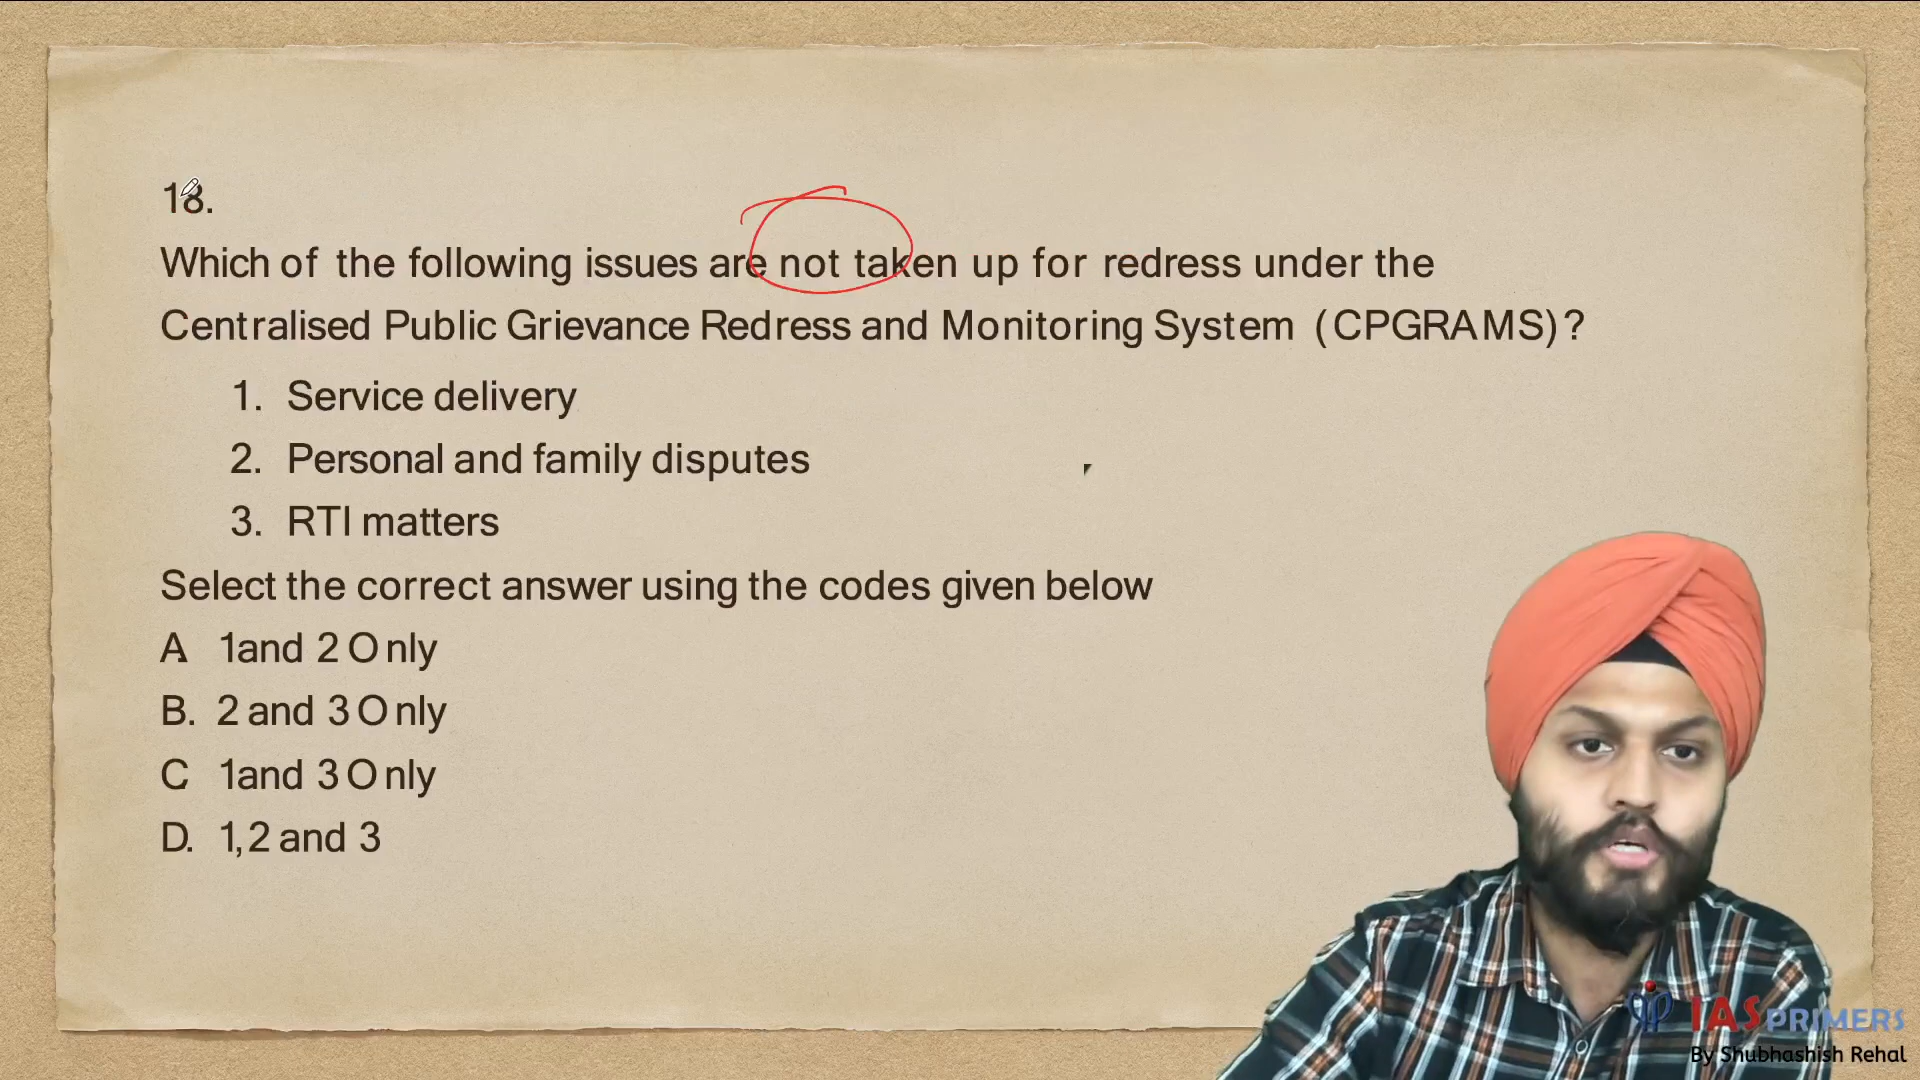 18.
Which of the following issues are not taken up for redress under the
Centralised Public Grievance Redress and Monitoring System (CPGRAMS)?
1. Service delivery
2. Personal and family disputes
3. RTI matters
Select the correct answer using the codes given below
A. 1and 2 Only
B. 2 and 3 Only
C. 1and 3 Only
D. 1,2 and 3
IAS PRIMERS
By Shubhashish Rehal